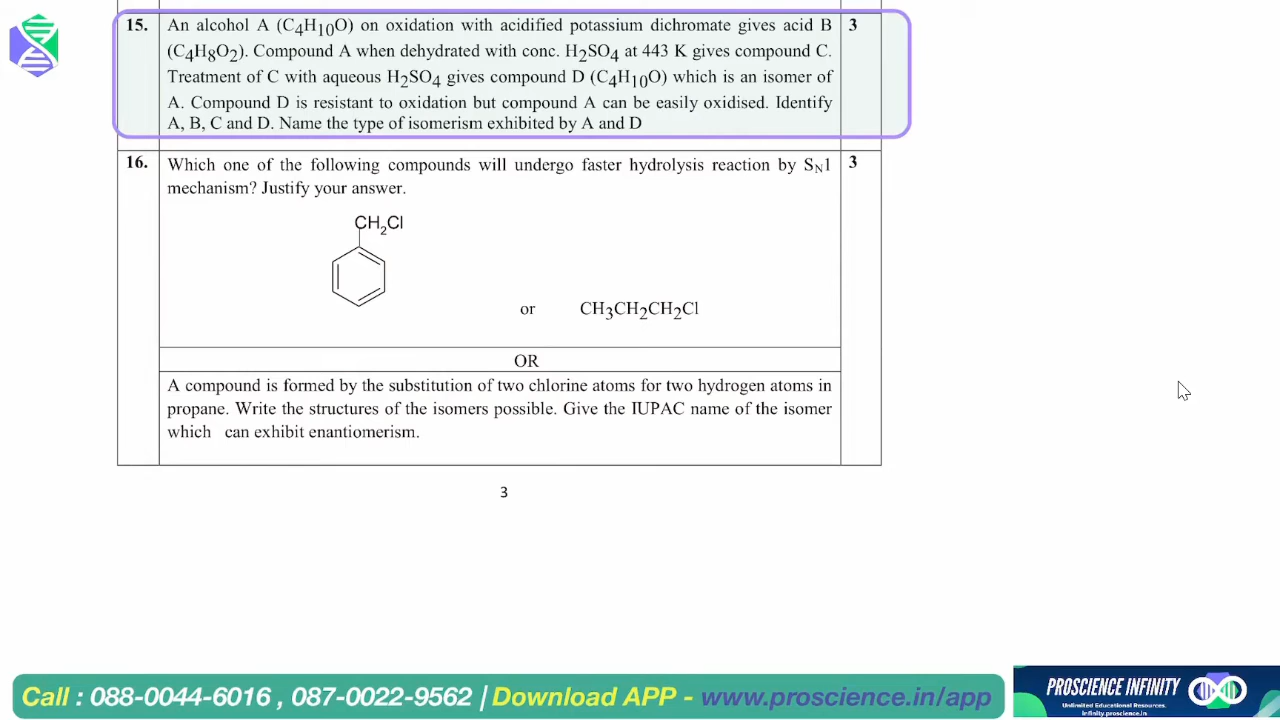 15. An alcohol A (C4H10O) on oxidation with acidified potassium dichromate gives acid B 3
(C4H8O2). Compound A when dehydrated with conc. H2SO4 at 443 K gives compound C.
Treatment of C with aqueous H2SO4 gives compound D (C4H10O) which is an isomer of
A. Compound D is resistant to oxidation but compound A can be easily oxidised. Identify
A, B, C and D. Name the type of isomerism exhibited by A and D
16. Which one of the following compounds will undergo faster hydrolysis reaction by SN1 3
mechanism? Justify your answer.
CH2Cl
or CH3CH2CH2Cl
OR
A compound is formed by the substitution of two chlorine atoms for two hydrogen atoms in
propane. Write the structures of the isomers possible. Give the IUPAC name of the isomer
which can exhibit enantiomerism.
3
Call : 088-0044-6016 , 087-0022-9562 | Download APP - www.proscience.in/app
PROSCIENCE INFINITY
Unlimited Educational Resources.
infinity.proscience.in